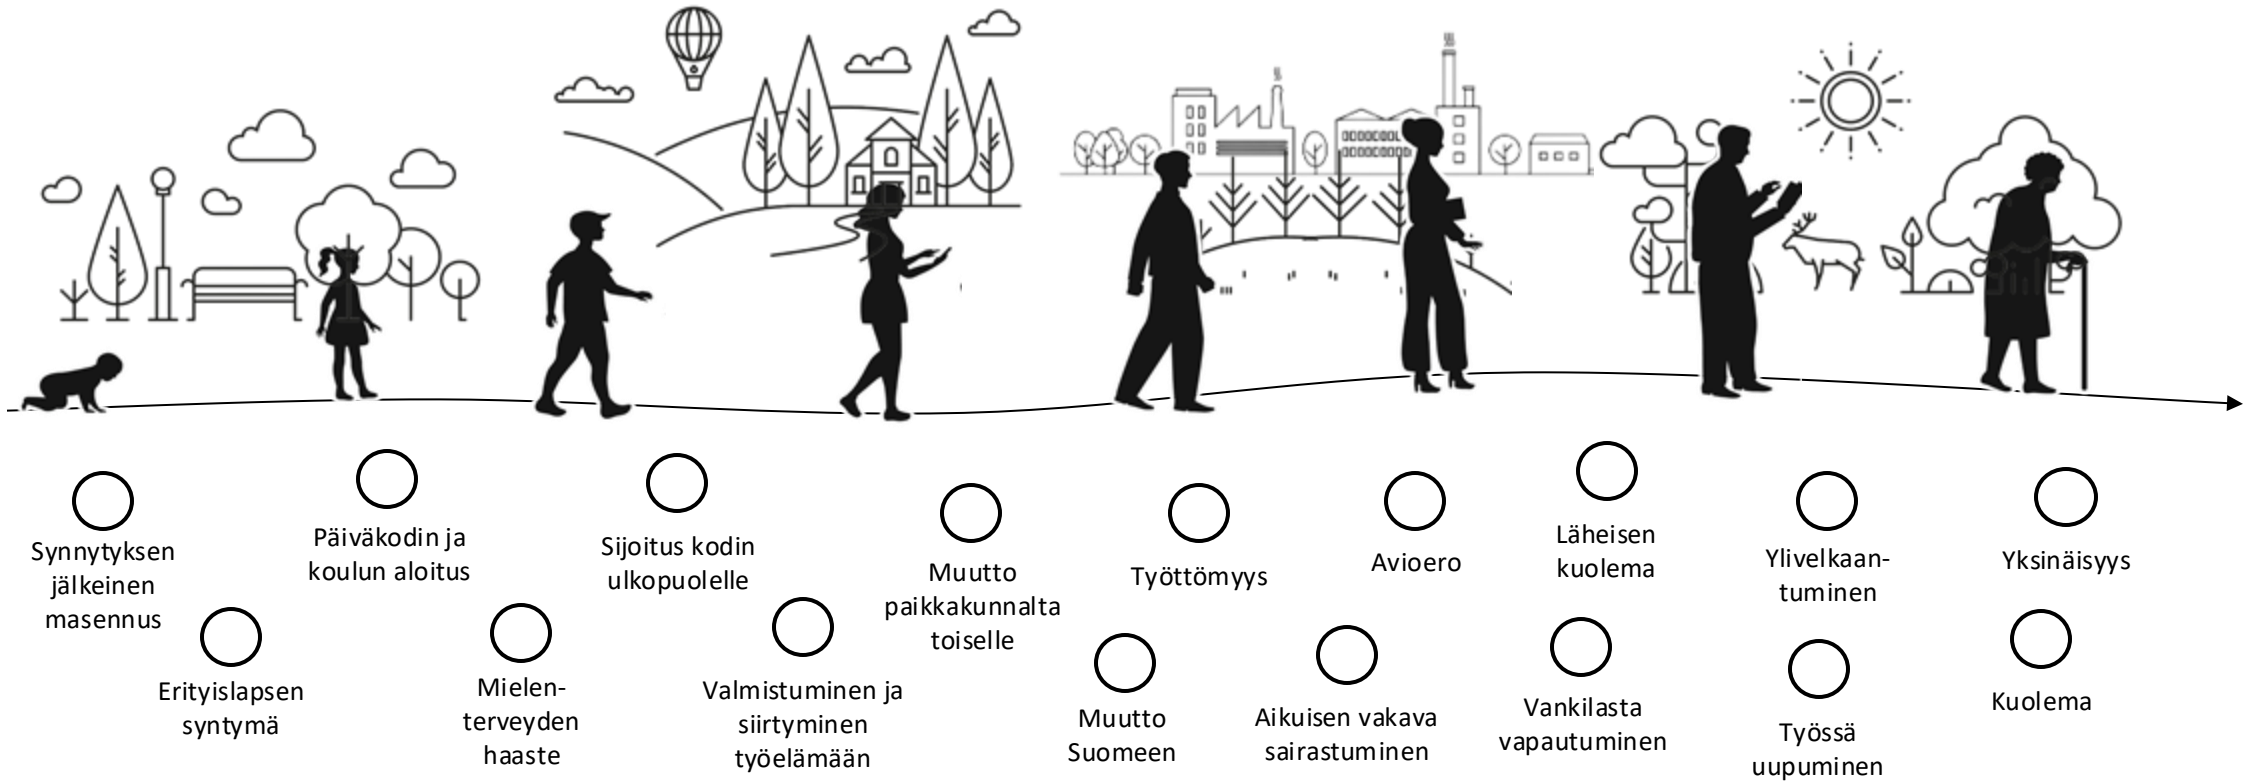 Synnytyksen
jälkeinen
masennus
Erityislapsen
syntymä
Päiväkodin ja
koulun aloitus
Mielen-
terveyden
haaste
Sijoitus kodin
ulkopuolelle
Valmistuminen ja
siirtyminen
työelämään
Muutto
paikkakunnalta
toiselle
Muutto
Suomeen
Työttömyys
Aikuisen vakava
sairastuminen
Avioero
Läheisen
kuolema
Vankilasta
vapautuminen
Ylivelkaan-
tuminen
Työssä
uupuminen
Yksinäisyys
Kuolema